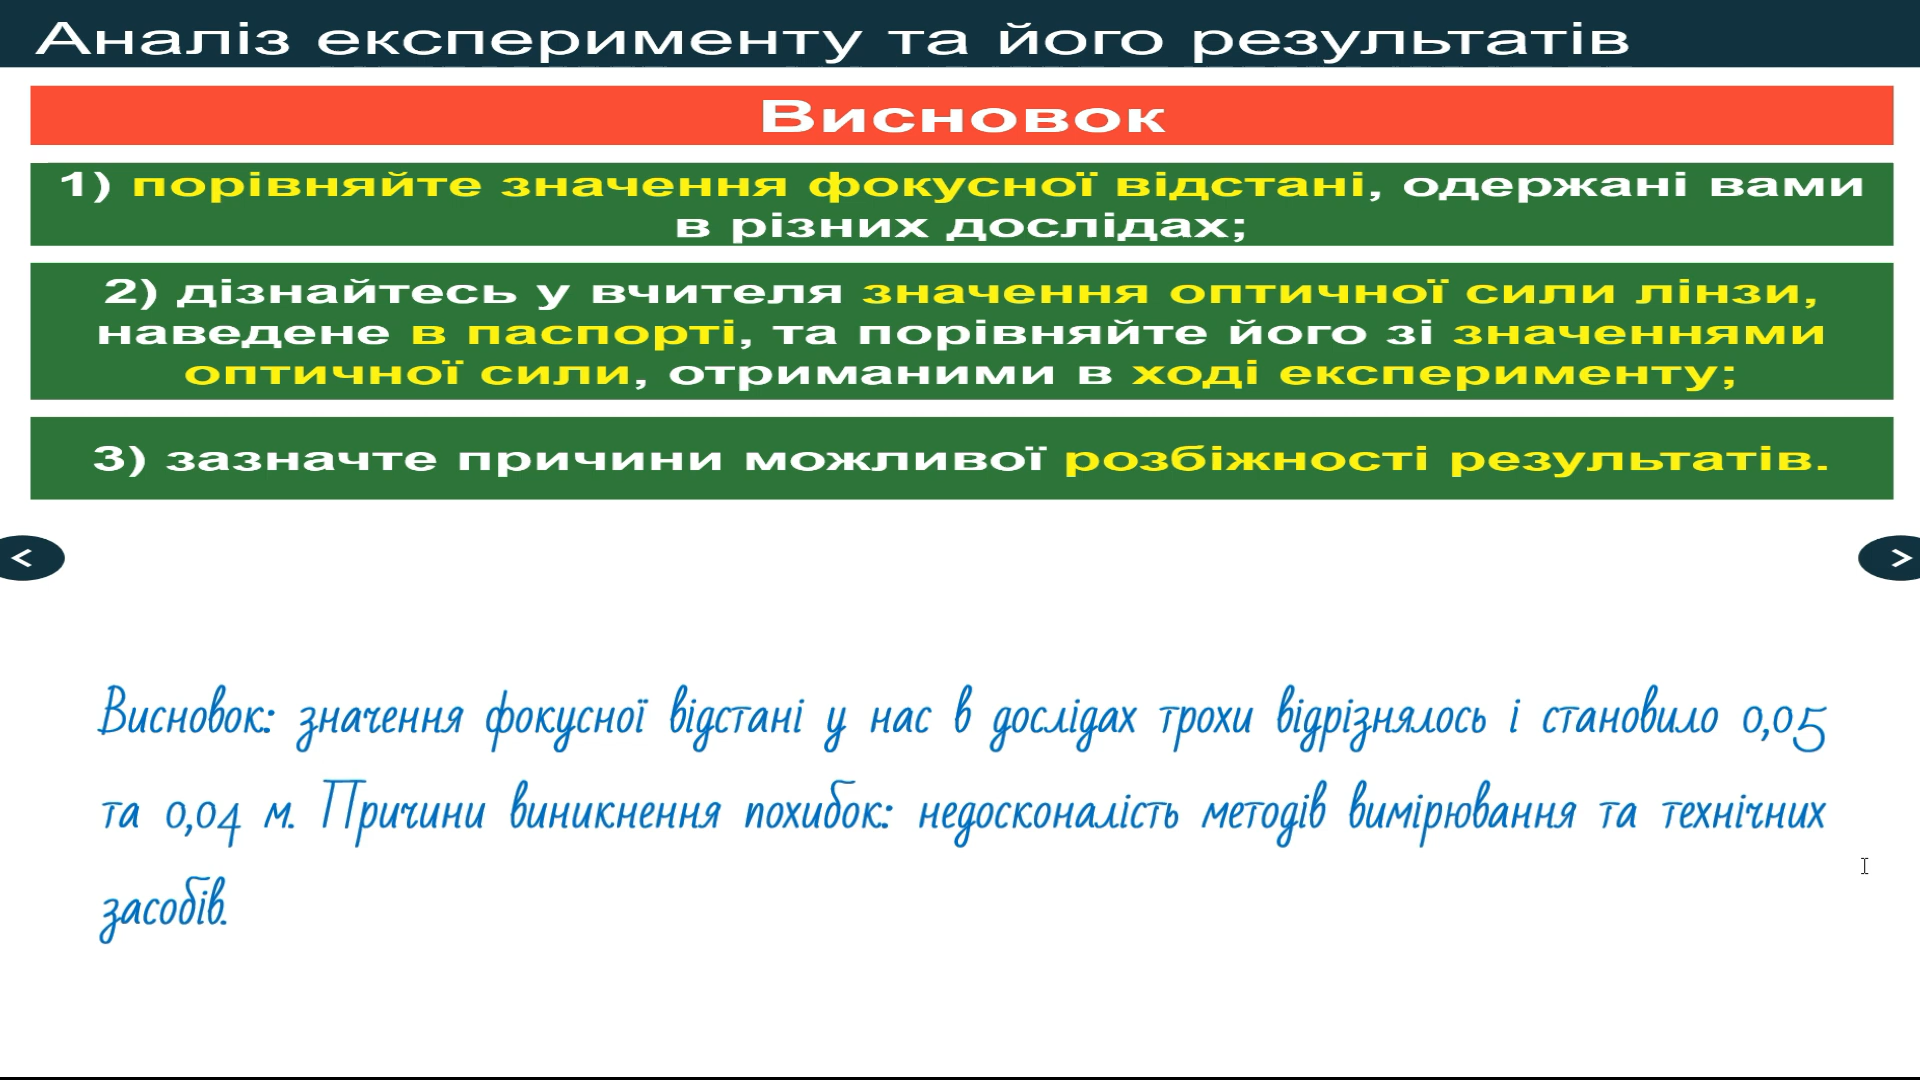 Аналіз експерименту та його результатів
Висновок
1) порівняйте значення фокусної відстані, одержані вами
в різних дослідах;
2) дізнайтесь у вчителя значення оптичної сили лінзи,
наведене в паспорті, та порівняйте його зі значеннями
оптичної сили, отриманими в ході експерименту;
3) зазначте причини можливої розбіжності результатів.
< >
Висновок: значення фокусної відстані у нас в дослідах трохи відрізнялось і становило 0,05
та 0,04 м. Причини виникнення похибок: недосконалість методів вимірювання та технічних
засобів.